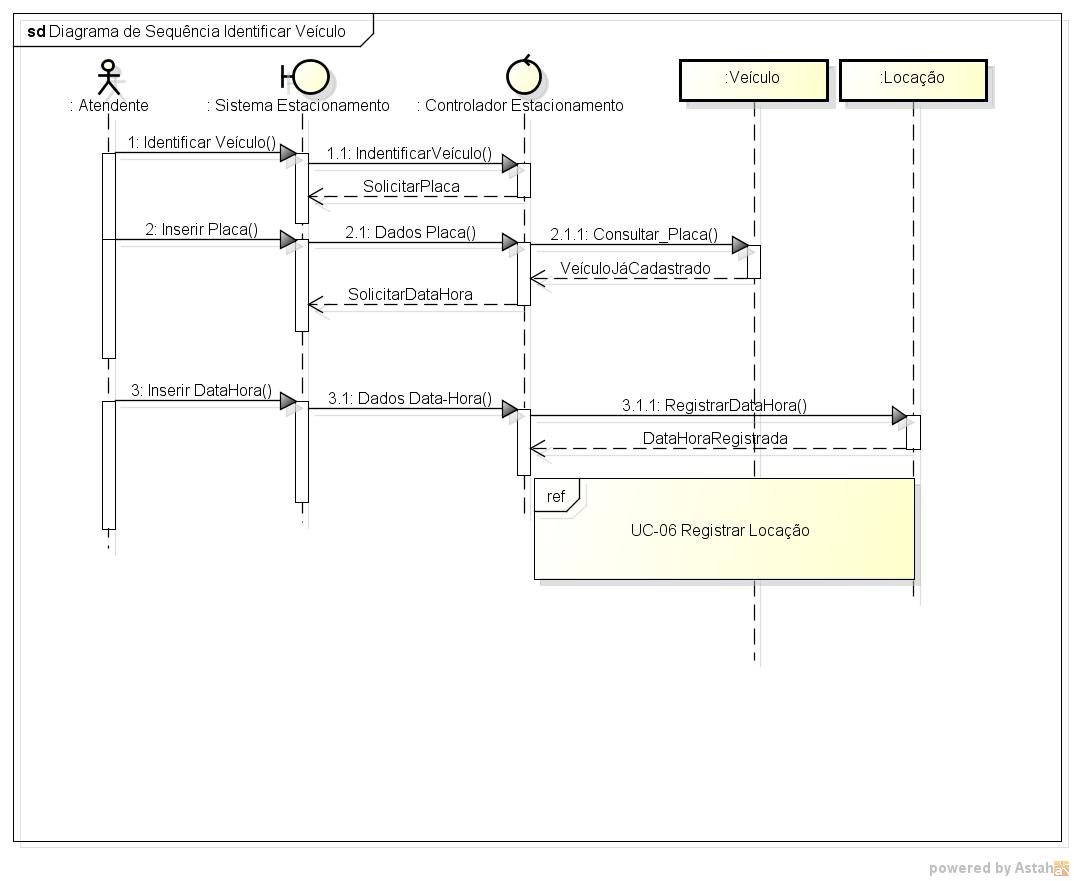 sd Diagrama de Sequência Identificar Veículo
: Atendente
: Sistema Estacionamento
: Controlador Estacionamento
:Veículo
:Locação
1: Identificar Veículo()
1.1: IndentificarVeículo()
SolicitarPlaca
2: Inserir Placa()
2.1: Dados Placa()
2.1.1: Consultar_Placa()
VeículoJáCadastrado
SolicitarDataHora
3: Inserir DataHora()
3.1: Dados Data-Hora()
3.1.1: RegistrarDataHora()
DataHoraRegistrada
ref
UC-06 Registrar Locação
powered by Astah